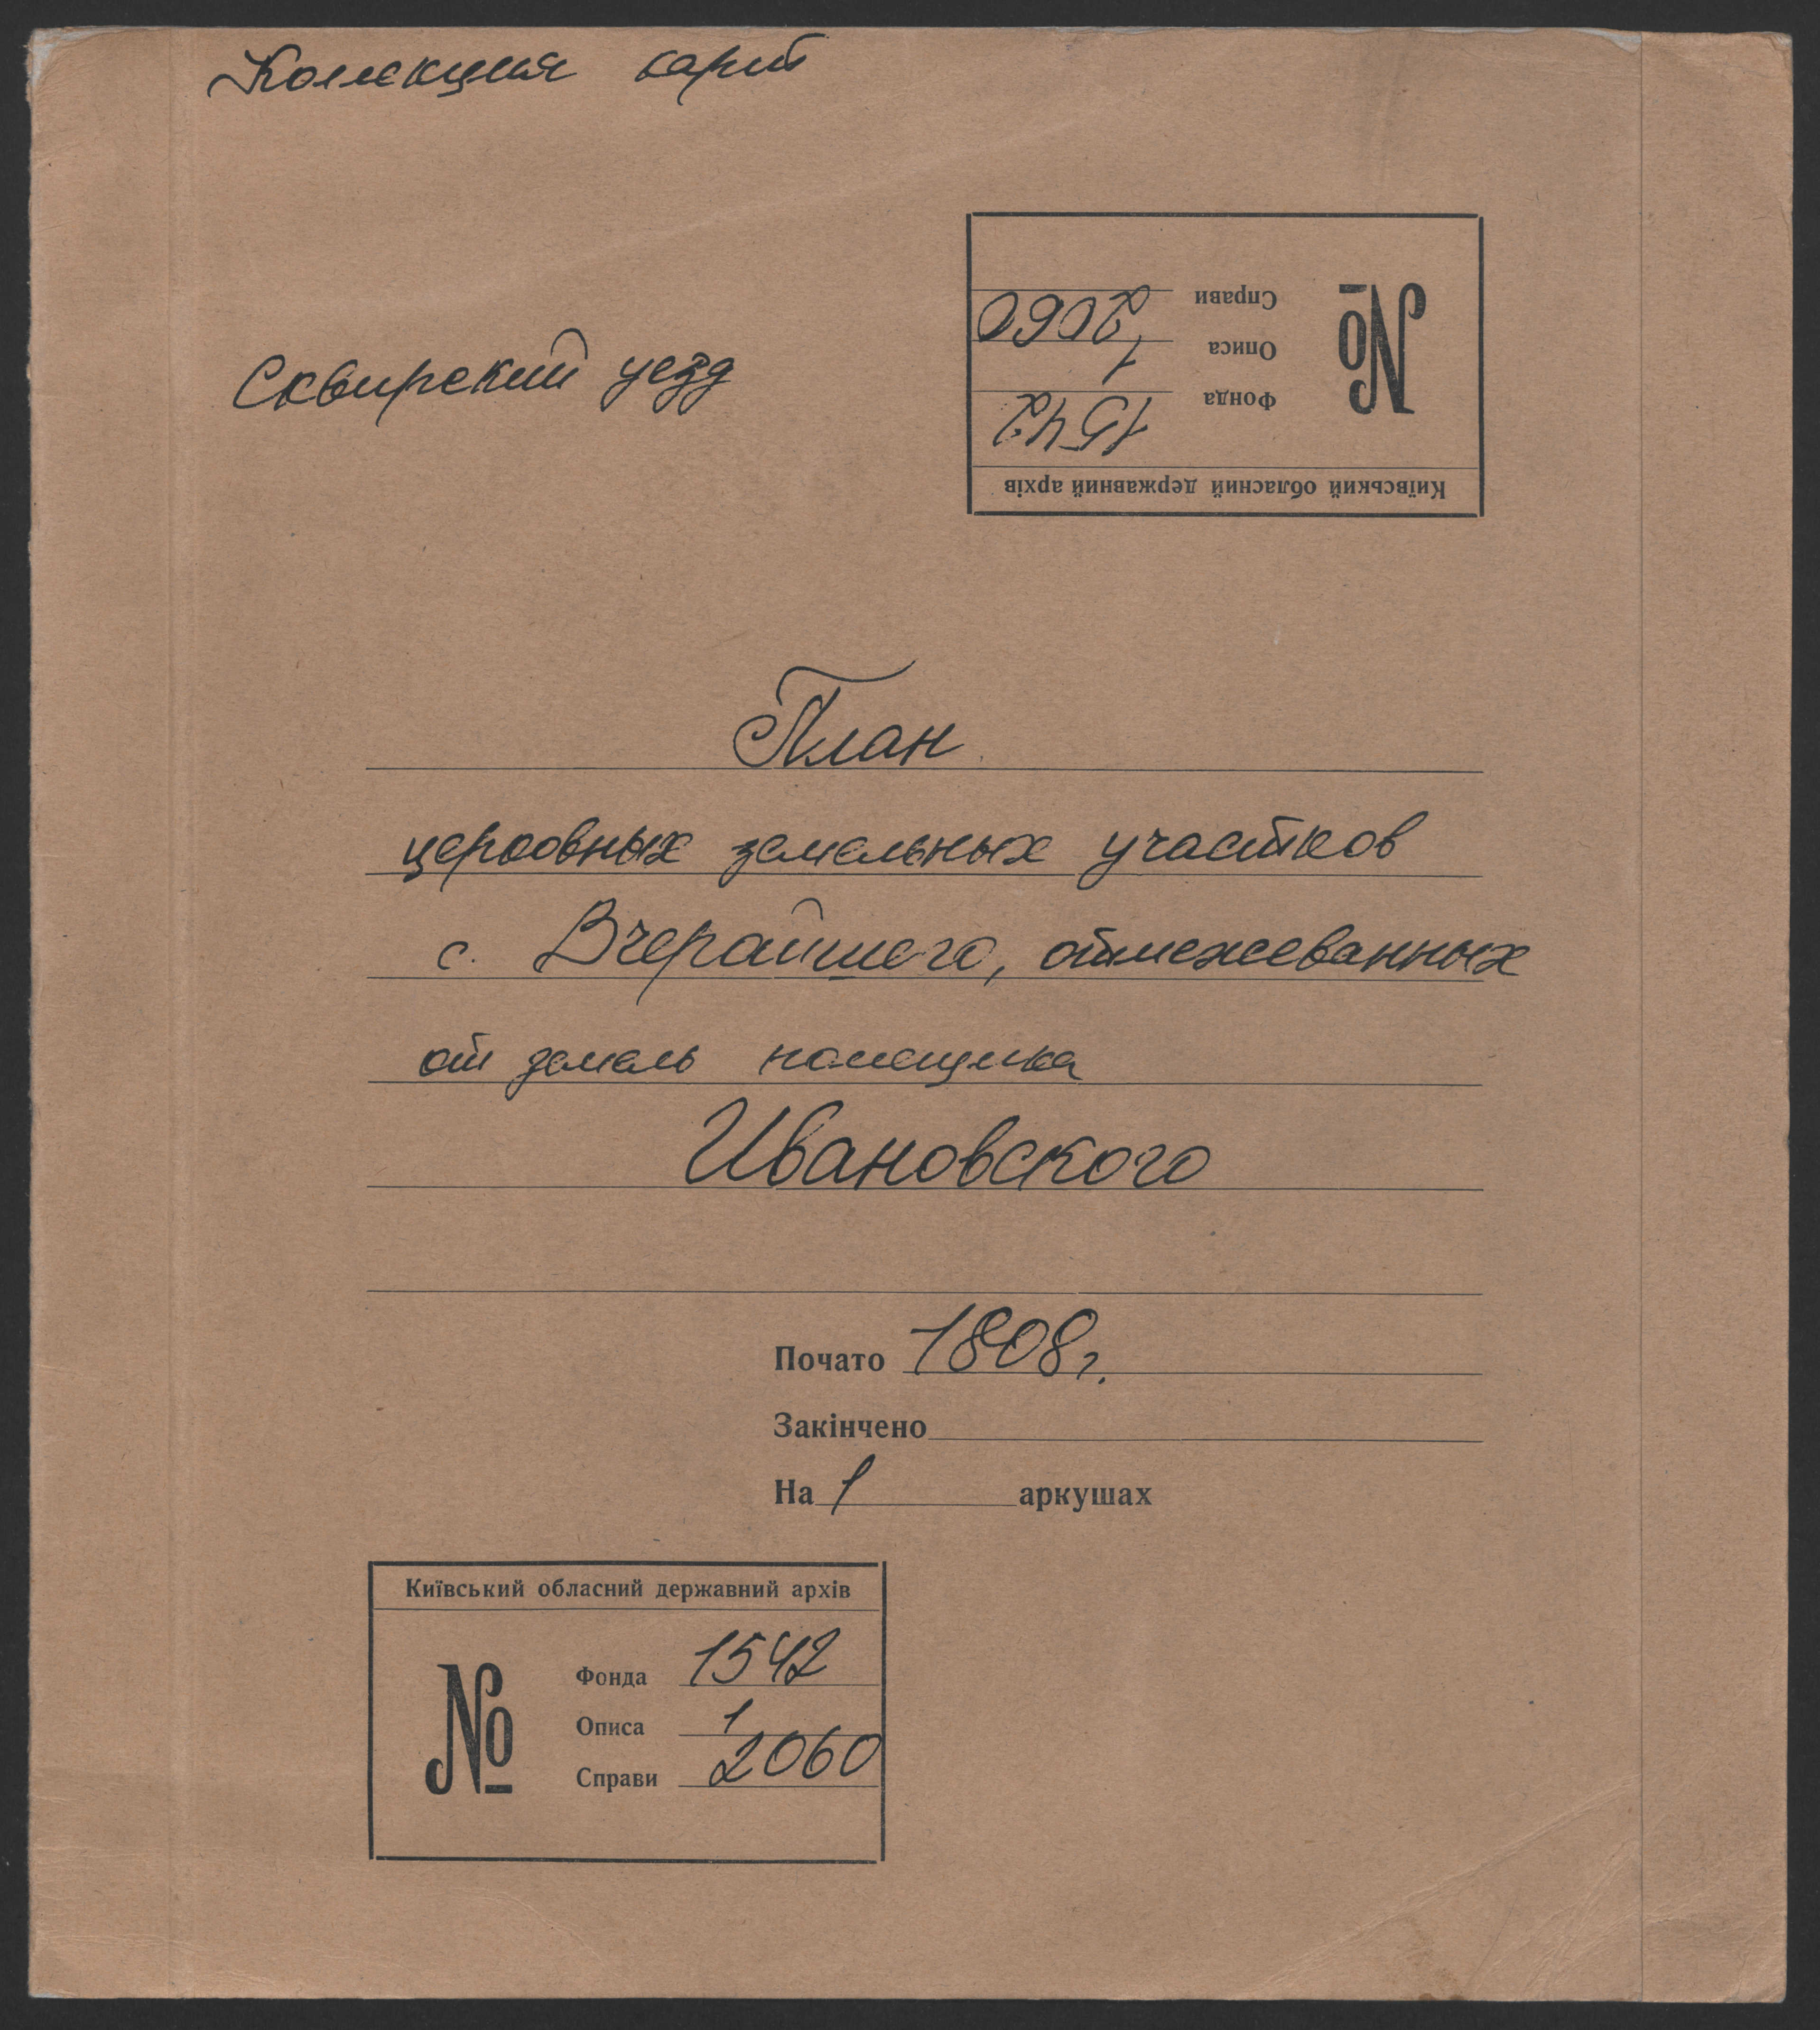 Коллекция карт
Киівський обласний державний архів
№
Фонда 1542
Описа 1
Справи 2060
Сквирский уезд
План
церковных земельных участков
с. Вчерайшего, отмежеванных
от земель помещика
Ивановского
Почато 1808 г.
Закінчено
На 1 аркушах
Київський обласний державний архів
№
Фонда 1542
Описа 1
Справи 2060